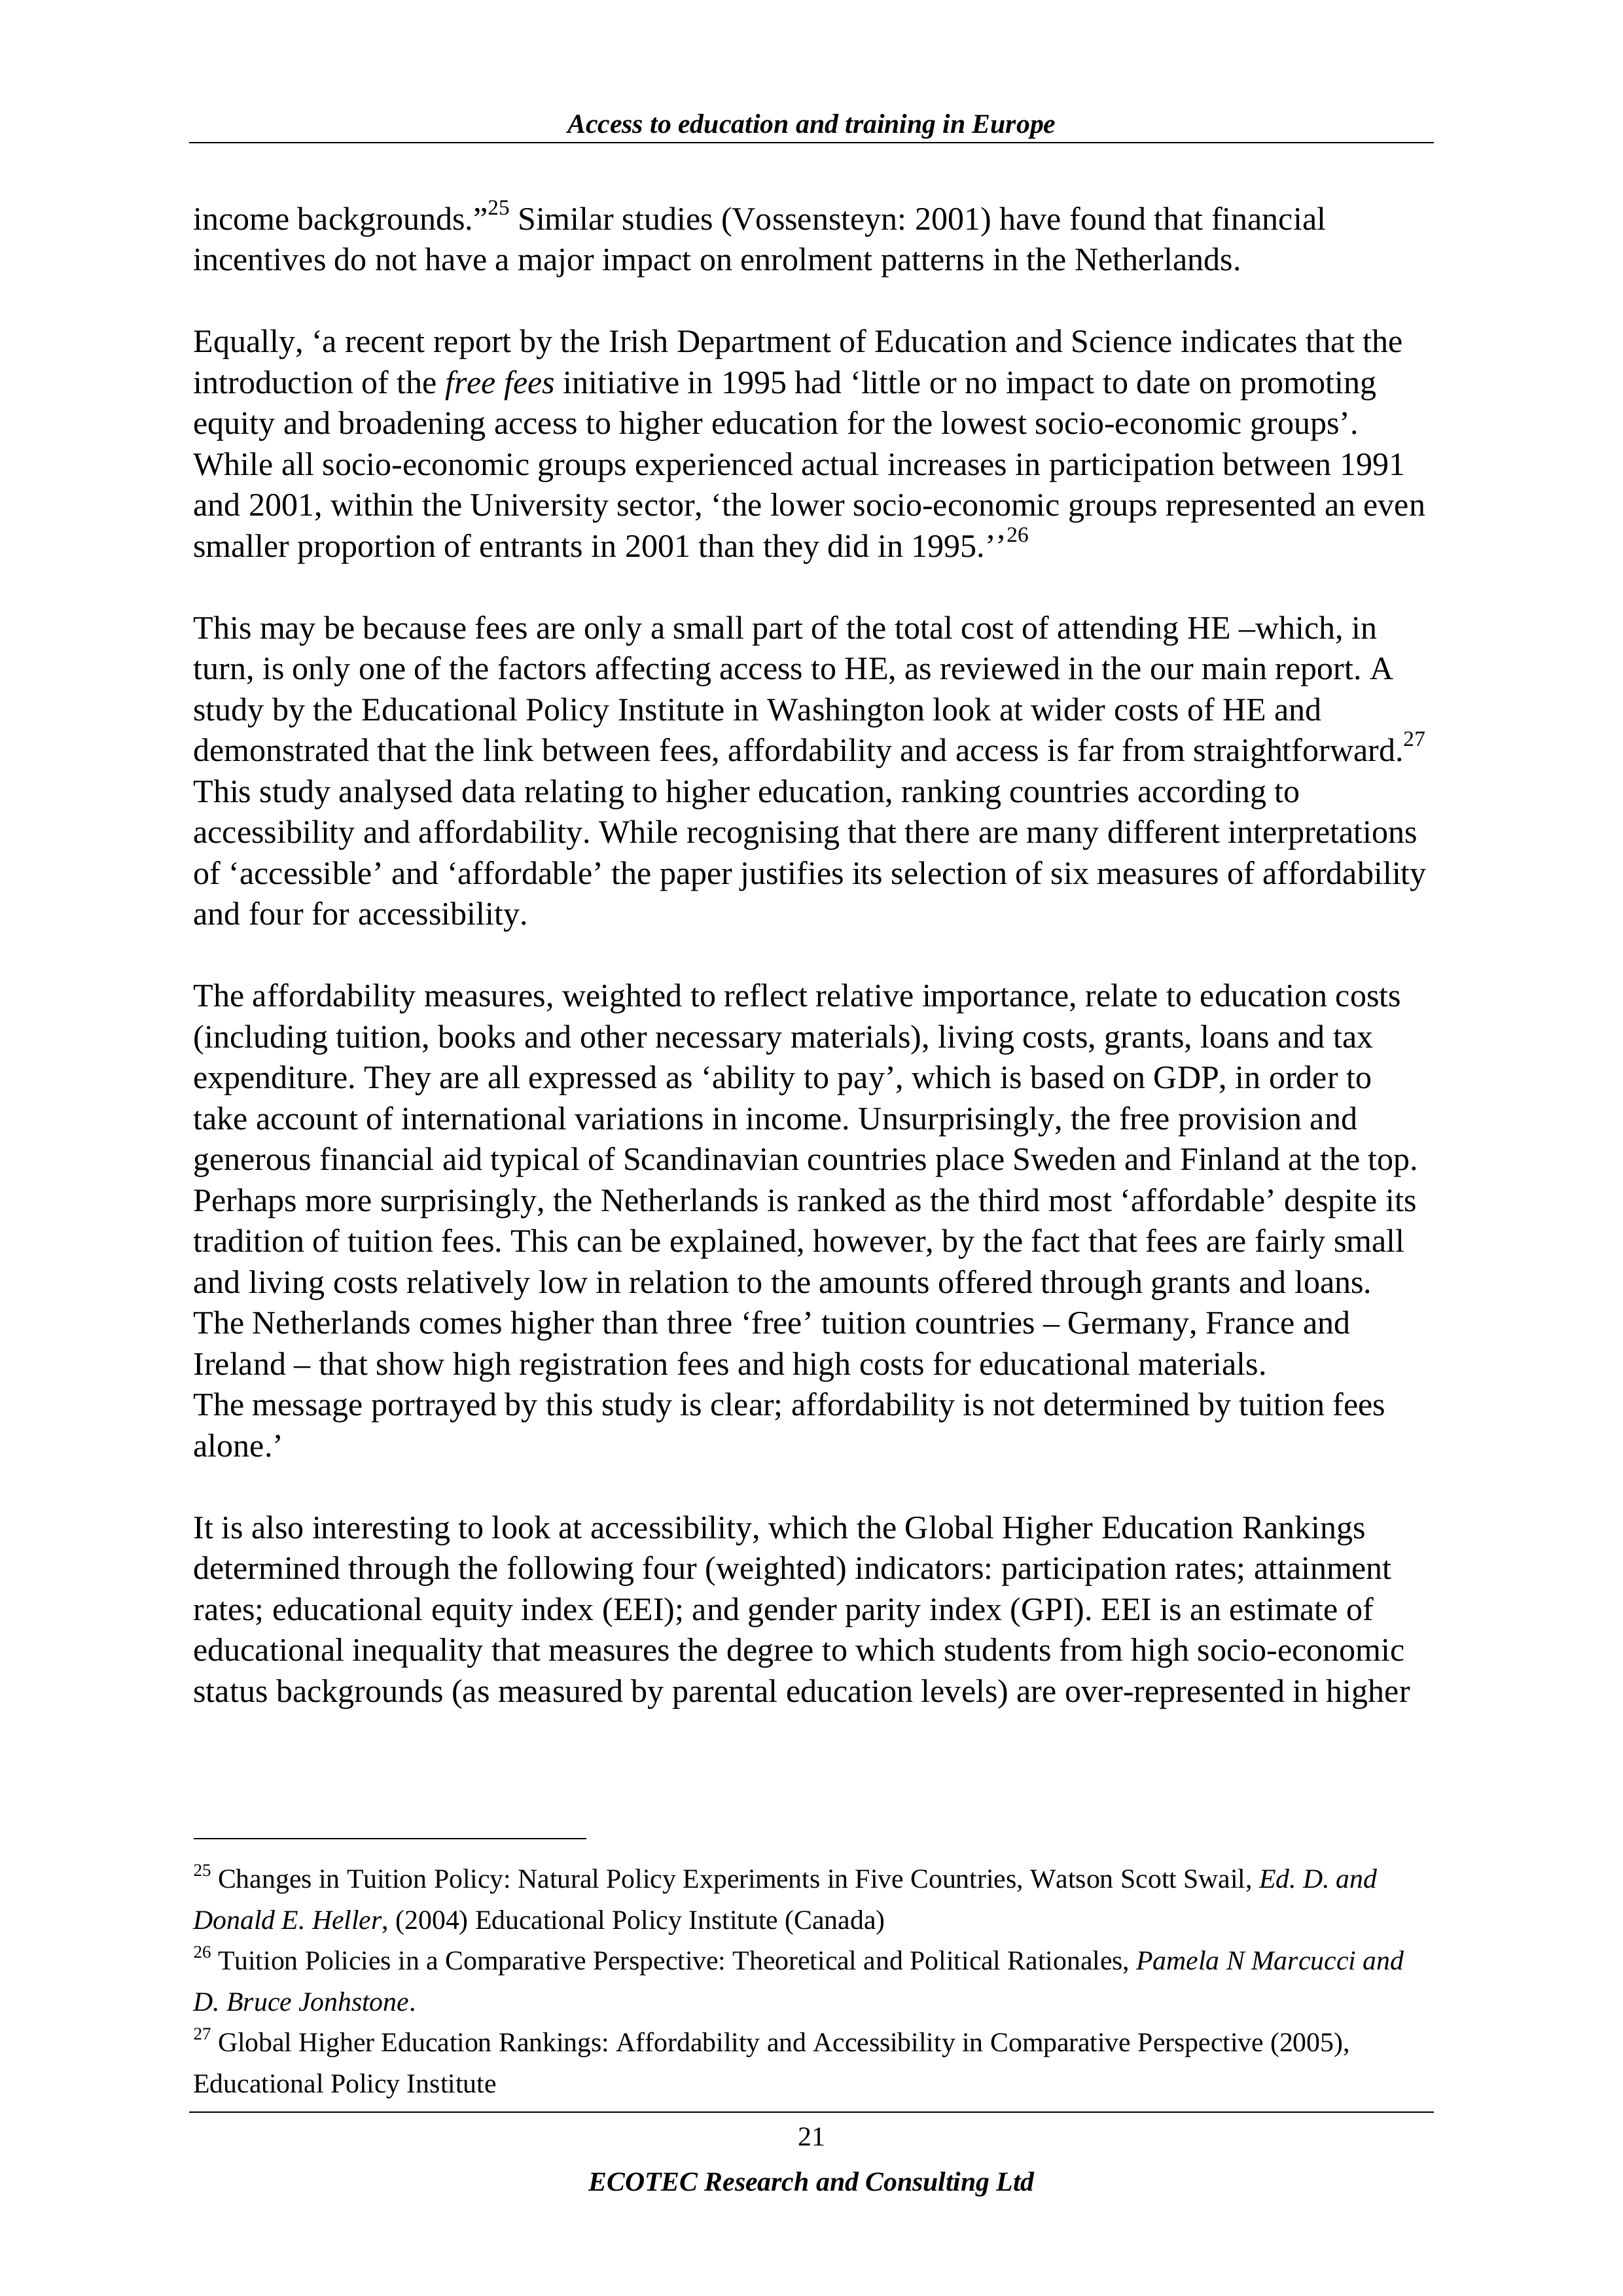 Access to education and training in Europe
income backgrounds.”25 Similar studies (Vossensteyn: 2001) have found that financial
incentives do not have a major impact on enrolment patterns in the Netherlands.
Equally, ‘a recent report by the Irish Department of Education and Science indicates that the
introduction of the free fees initiative in 1995 had ‘little or no impact to date on promoting
equity and broadening access to higher education for the lowest socio-economic groups’.
While all socio-economic groups experienced actual increases in participation between 1991
and 2001, within the University sector, ‘the lower socio-economic groups represented an even
smaller proportion of entrants in 2001 than they did in 1995.’’26
This may be because fees are only a small part of the total cost of attending HE –which, in
turn, is only one of the factors affecting access to HE, as reviewed in the our main report. A
study by the Educational Policy Institute in Washington look at wider costs of HE and
demonstrated that the link between fees, affordability and access is far from straightforward.27
This study analysed data relating to higher education, ranking countries according to
accessibility and affordability. While recognising that there are many different interpretations
of ‘accessible’ and ‘affordable’ the paper justifies its selection of six measures of affordability
and four for accessibility.
The affordability measures, weighted to reflect relative importance, relate to education costs
(including tuition, books and other necessary materials), living costs, grants, loans and tax
expenditure. They are all expressed as ‘ability to pay’, which is based on GDP, in order to
take account of international variations in income. Unsurprisingly, the free provision and
generous financial aid typical of Scandinavian countries place Sweden and Finland at the top.
Perhaps more surprisingly, the Netherlands is ranked as the third most ‘affordable’ despite its
tradition of tuition fees. This can be explained, however, by the fact that fees are fairly small
and living costs relatively low in relation to the amounts offered through grants and loans.
The Netherlands comes higher than three ‘free’ tuition countries – Germany, France and
Ireland – that show high registration fees and high costs for educational materials.
The message portrayed by this study is clear; affordability is not determined by tuition fees
alone.’
It is also interesting to look at accessibility, which the Global Higher Education Rankings
determined through the following four (weighted) indicators: participation rates; attainment
rates; educational equity index (EEI); and gender parity index (GPI). EEI is an estimate of
educational inequality that measures the degree to which students from high socio-economic
status backgrounds (as measured by parental education levels) are over-represented in higher
25 Changes in Tuition Policy: Natural Policy Experiments in Five Countries, Watson Scott Swail, Ed. D. and
Donald E. Heller, (2004) Educational Policy Institute (Canada)
26 Tuition Policies in a Comparative Perspective: Theoretical and Political Rationales, Pamela N Marcucci and
D. Bruce Jonhstone.
27 Global Higher Education Rankings: Affordability and Accessibility in Comparative Perspective (2005),
Educational Policy Institute
21
ECOTEC Research and Consulting Ltd